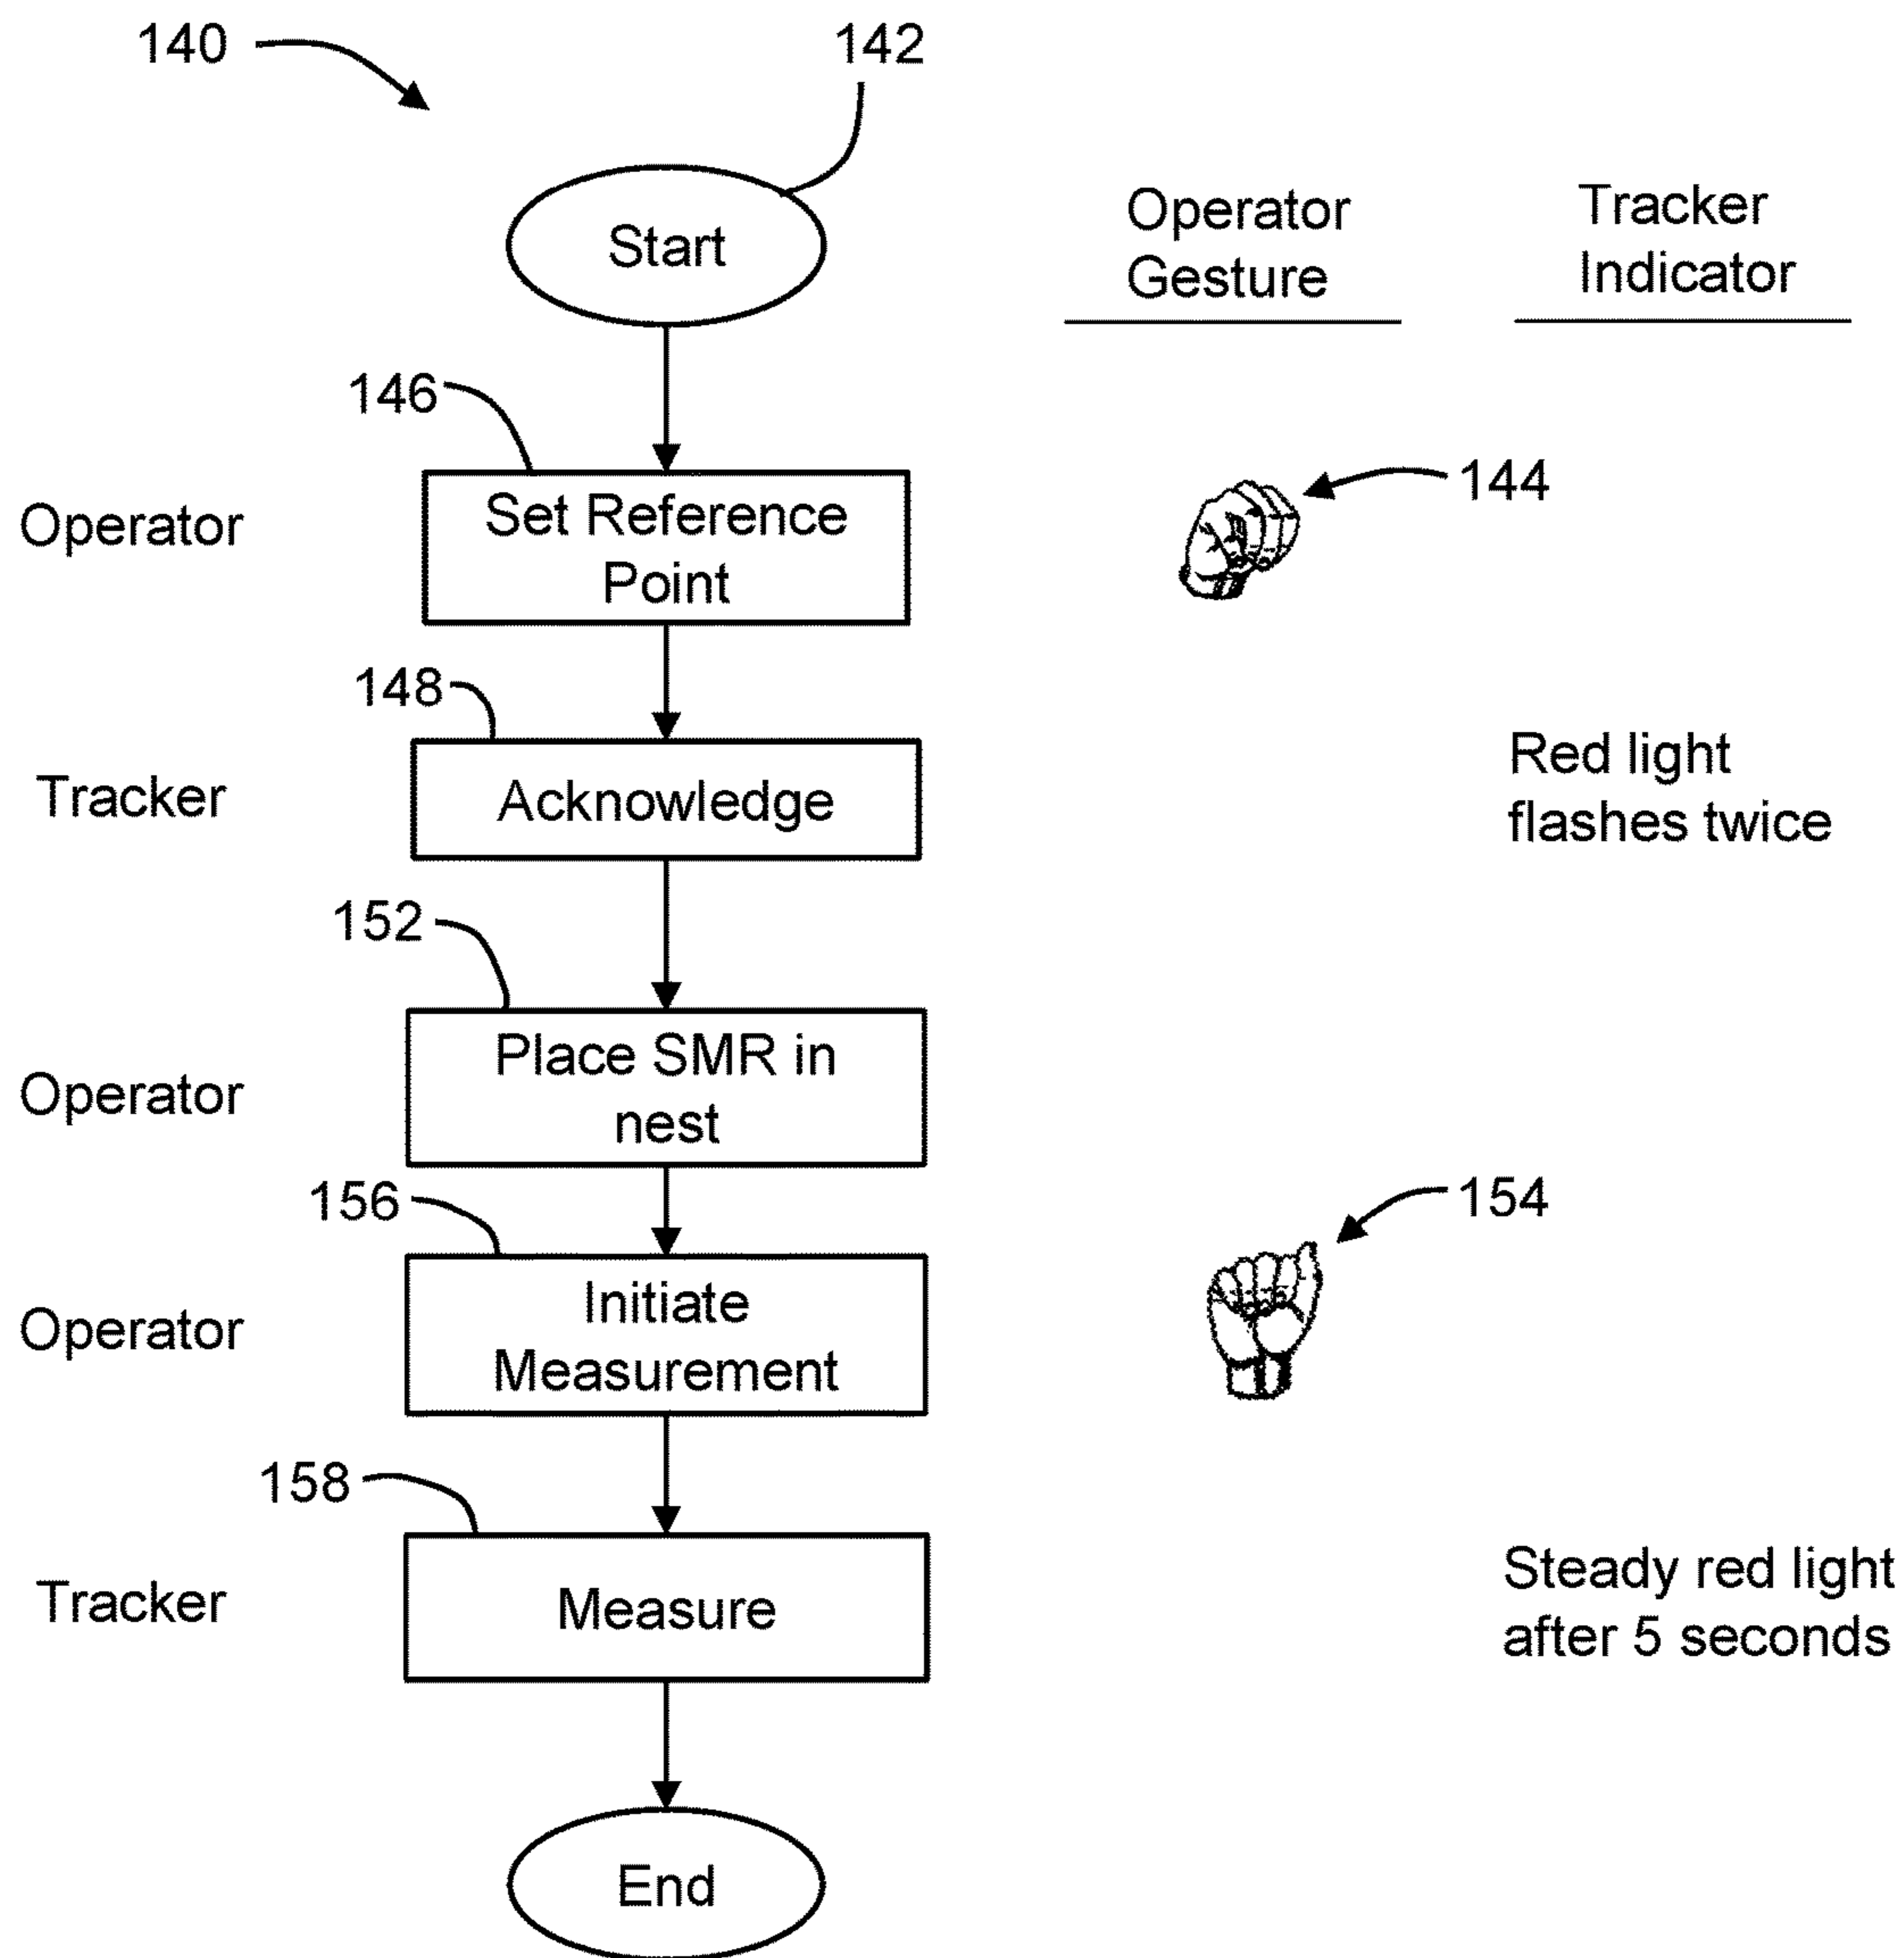 140
142
Start
Operator
Gesture
Tracker
Indicator
146
Operator
Set Reference
Point
144
148
Tracker
Acknowledge
Red light
flashes twice
152
Operator
Place SMR in
nest
156
Operator
Initiate
Measurement
154
158
Tracker
Measure
Steady red light
after 5 seconds
End